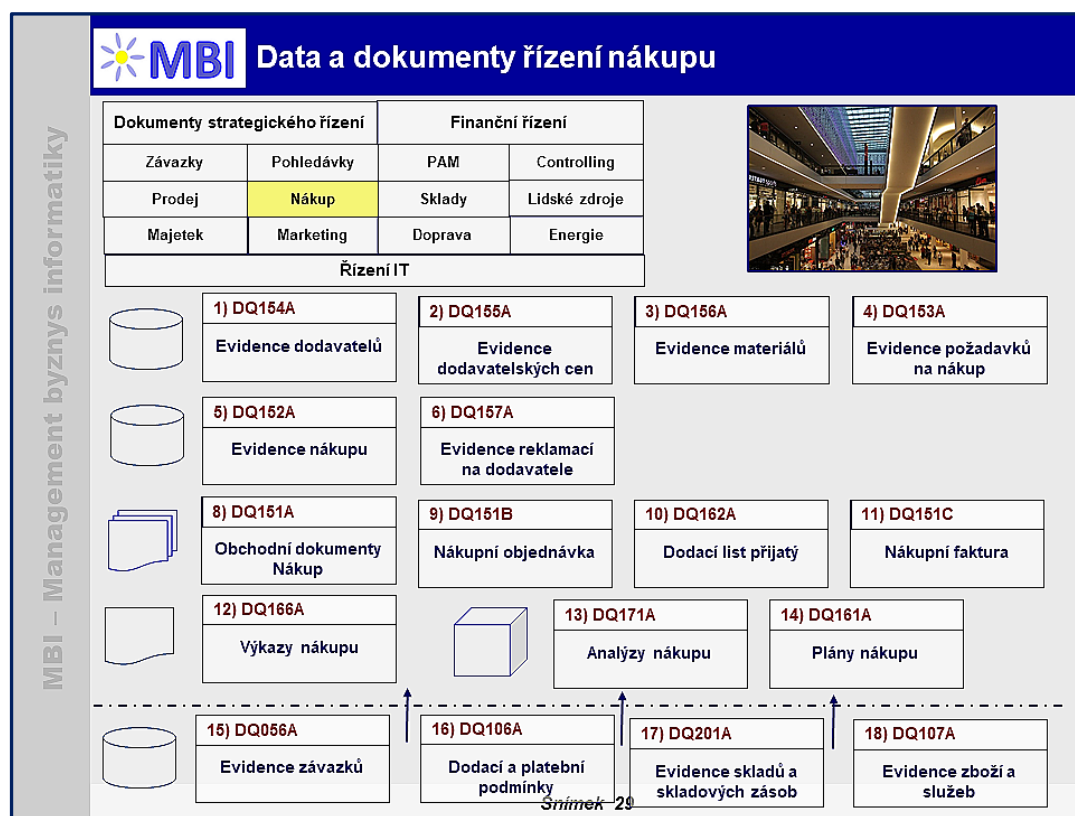 MBI
Data a dokumenty řízení nákupu
MBI – Management byznys informatiky
Dokumenty strategického řízení
Finanční řízení
Závazky
Pohledávky
PAM
Controlling
Prodej
Nákup
Sklady
Lidské zdroje
Majetek
Marketing
Doprava
Energie
Řízení IT
1) DQ154A
Evidence dodavatelů
2) DQ155A
Evidence
dodavatelských cen
3) DQ156A
Evidence materiálů
4) DQ153A
Evidence požadavků
na nákup
5) DQ152A
Evidence nákupu
6) DQ157A
Evidence reklamací
na dodavatele
8) DQ151A
Obchodní dokumenty
Nákup
9) DQ151B
Nákupní objednávka
10) DQ162A
Dodací list přijatý
11) DQ151C
Nákupní faktura
12) DQ166A
Výkazy nákupu
13) DQ171A
Analýzy nákupu
14) DQ161A
Plány nákupu
15) DQ056A
Evidence závazků
16) DQ106A
Dodací a platební
podmínky
17) DQ201A
Evidence skladů a
skladových zásob
18) DQ107A
Evidence zboží a
služeb
Snímek 29